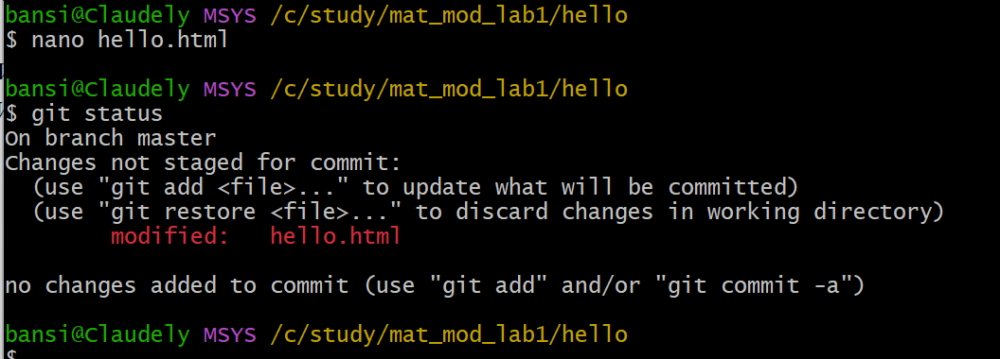 bansi@Claudely MSYS /c/study/mat_mod_lab1/hello
$ nano hello.html
bansi@Claudely MSYS /c/study/mat_mod_lab1/hello
$ git status
On branch master
Changes not staged for commit:
  (use "git add <file>..." to update what will be committed)
  (use "git restore <file>..." to discard changes in working directory)
        modified:   hello.html
no changes added to commit (use "git add" and/or "git commit -a")
bansi@Claudely MSYS /c/study/mat_mod_lab1/hello
$